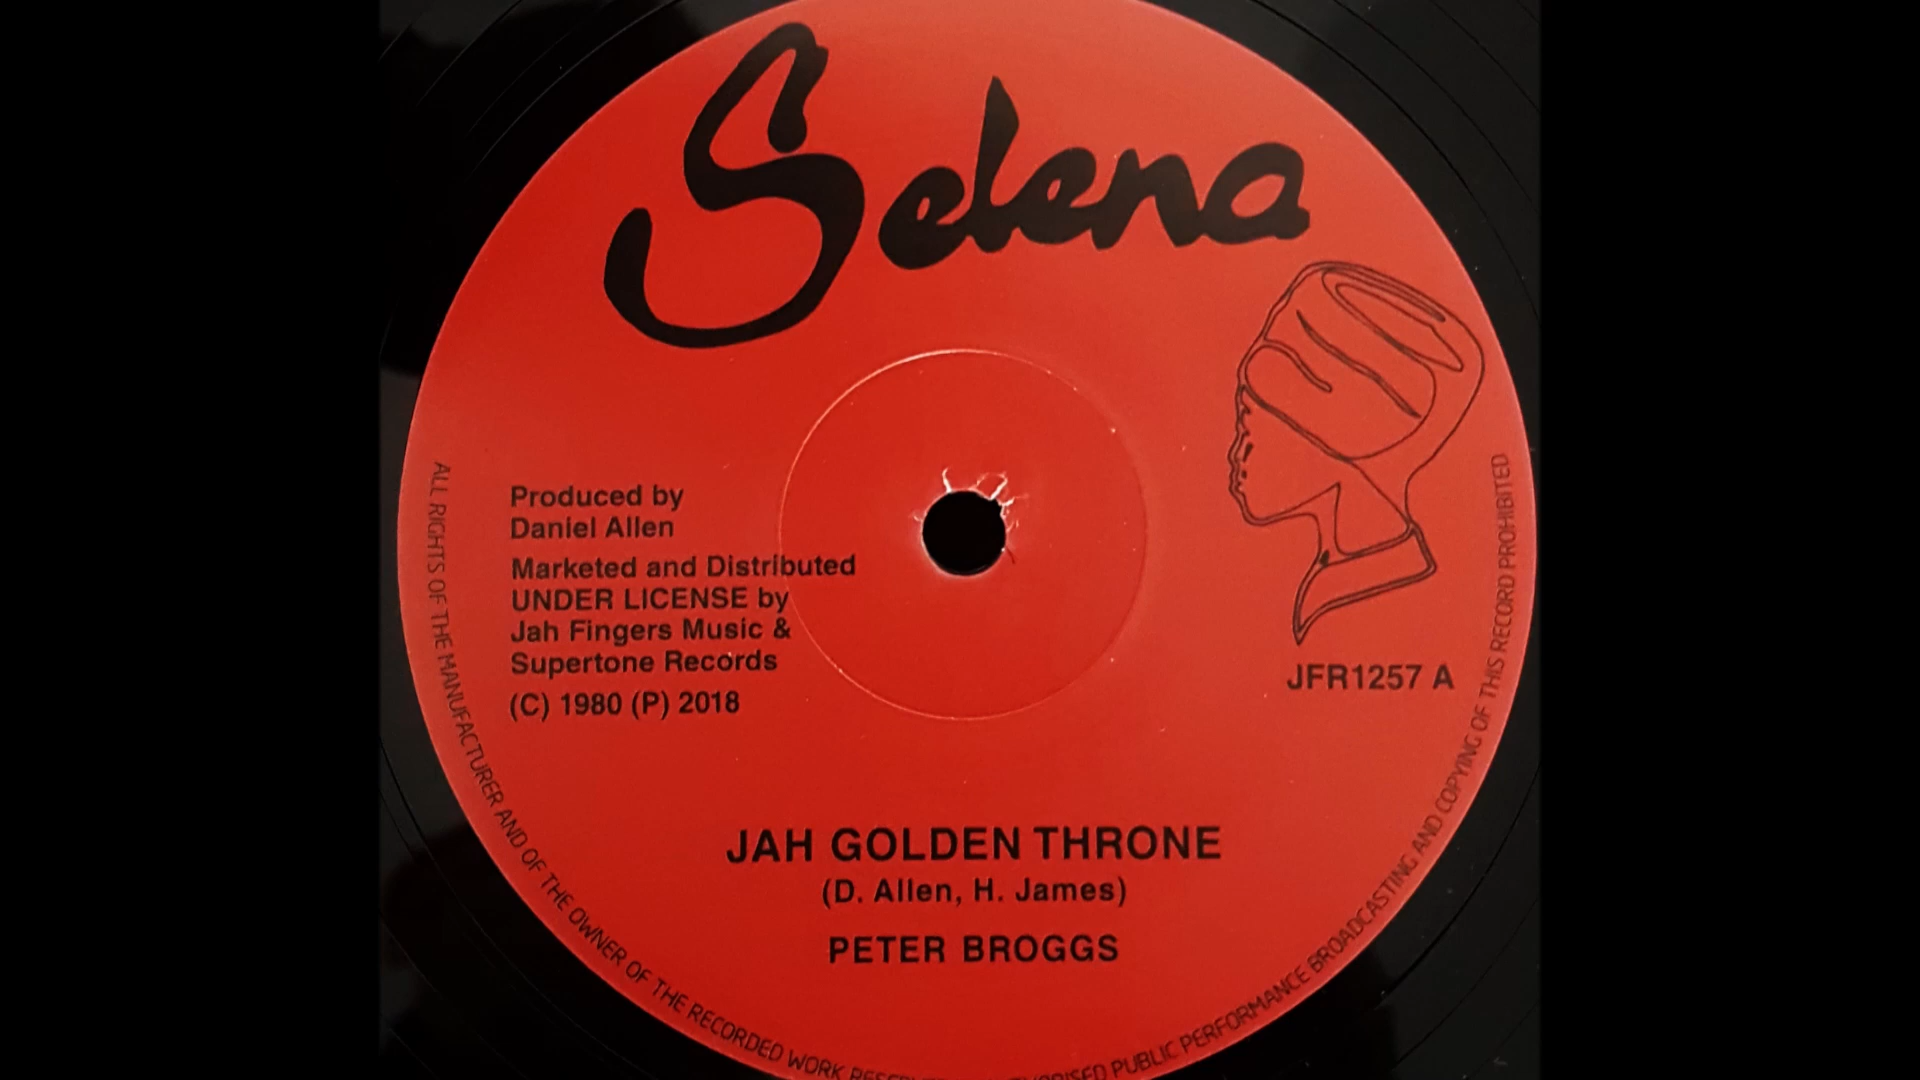 Selena
Produced by
Daniel Allen
Marketed and Distributed
UNDER LICENSE by
Jah Fingers Music &
Supertone Records
(C) 1980 (P) 2018
JFR1257 A
JAH GOLDEN THRONE
(D. Allen, H. James)
PETER BROGGS
ALL RIGHTS OF THE MANUFACTURER AND OF THE OWNER OF THE RECORDED WORK
PUBLIC PERFORMANCE BROADCASTING AND COPYING OF THIS RECORD PROHIBITED